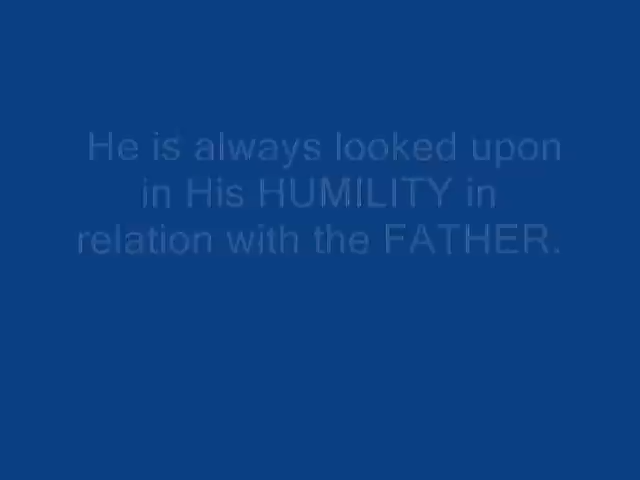 He is always looked upon
in His HUMILITY in
relation with the FATHER.